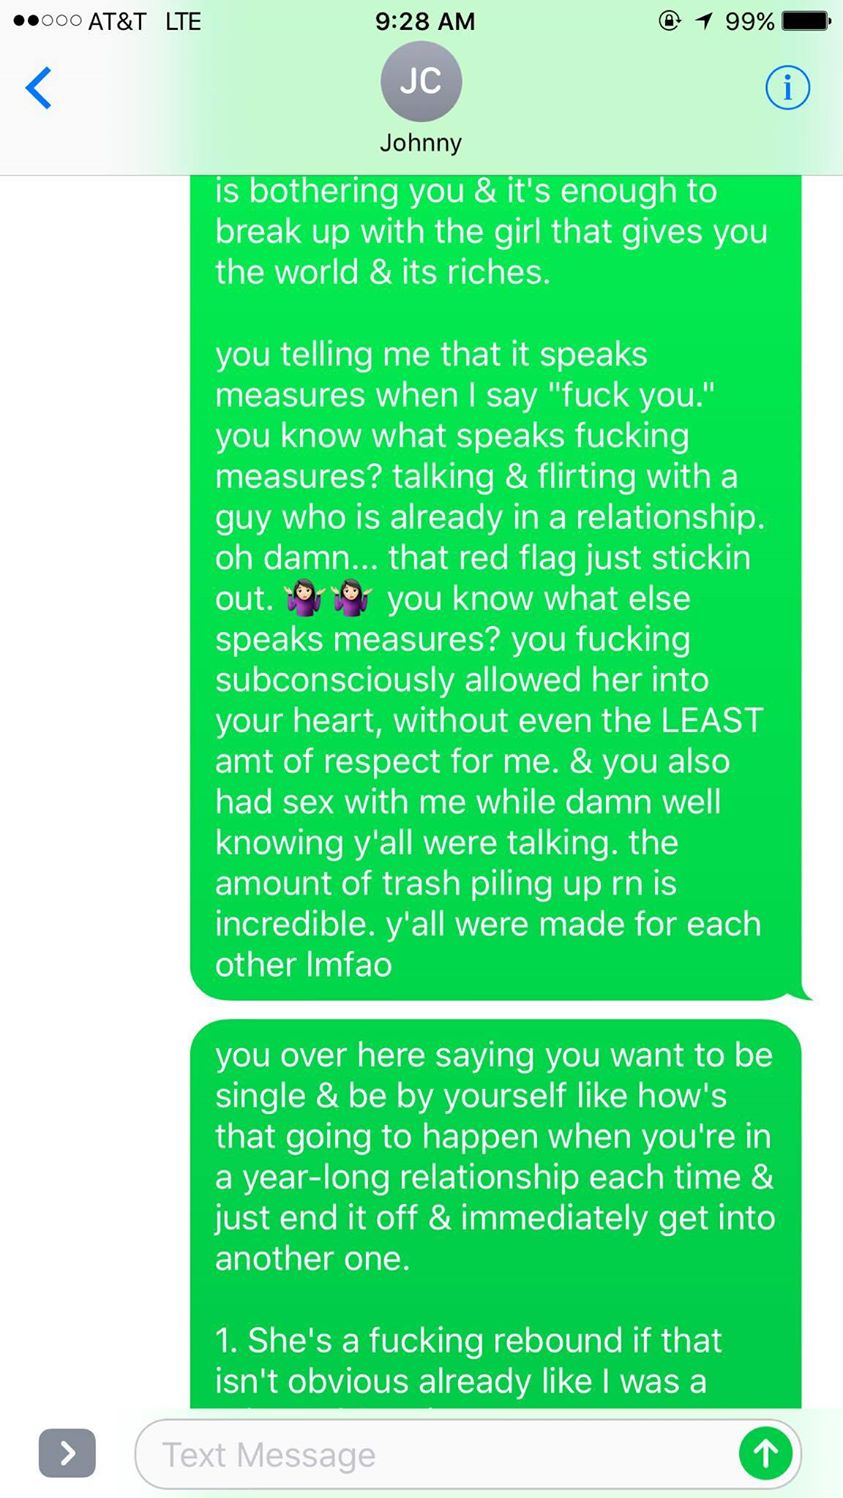 AT&T LTE 9:28 AM 99%
JC
i
Johnny
is bothering you & it's enough to
break up with the girl that gives you
the world & its riches.
you telling me that it speaks
measures when I say "fuck you."
you know what speaks fucking
measures? talking & flirting with a
guy who is already in a relationship.
oh damn... that red flag just stickin
out. 🤷🏻‍♀️🤷🏻‍♀️ you know what else
speaks measures? you fucking
subconsciously allowed her into
your heart, without even the LEAST
amt of respect for me. & you also
had sex with me while damn well
knowing y'all were talking. the
amount of trash piling up rn is
incredible. y'all were made for each
other lmfao
you over here saying you want to be
single & be by yourself like how's
that going to happen when you're in
a year-long relationship each time &
just end it off & immediately get into
another one.
1. She's a fucking rebound if that
isn't obvious already like I was a
Text Message